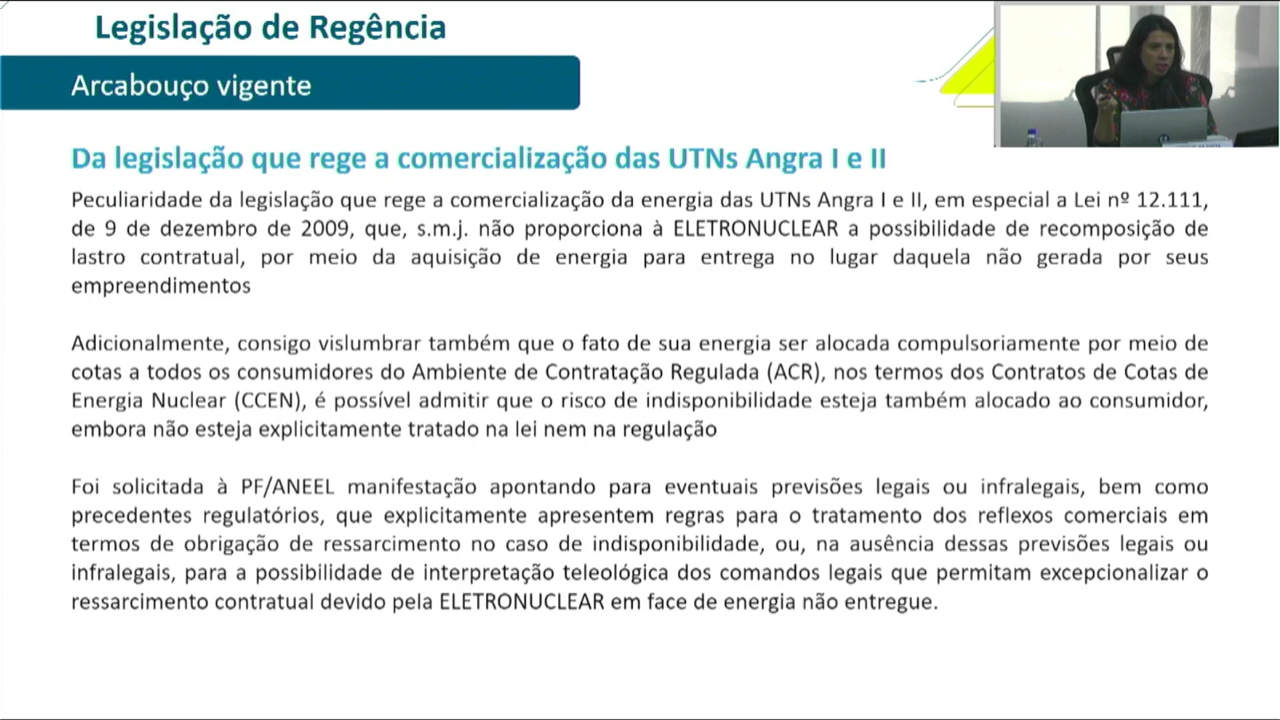 Legislação de Regência
Arcabouço vigente
Da legislação que rege a comercialização das UTNs Angra I e II
Peculiaridade da legislação que rege a comercialização da energia das UTNs Angra I e II, em especial a Lei nº 12.111,
de 9 de dezembro de 2009, que, s.m.j. não proporciona à ELETRONUCLEAR a possibilidade de recomposição de
lastro contratual, por meio da aquisição de energia para entrega no lugar daquela não gerada por seus
empreendimentos
Adicionalmente, consigo vislumbrar também que o fato de sua energia ser alocada compulsoriamente por meio de
cotas a todos os consumidores do Ambiente de Contratação Regulada (ACR), nos termos dos Contratos de Cotas de
Energia Nuclear (CCEN), é possível admitir que o risco de indisponibilidade esteja também alocado ao consumidor,
embora não esteja explicitamente tratado na lei nem na regulação
Foi solicitada à PF/ANEEL manifestação apontando para eventuais previsões legais ou infralegais, bem como
precedentes regulatórios, que explicitamente apresentem regras para o tratamento dos reflexos comerciais em
termos de obrigação de ressarcimento no caso de indisponibilidade, ou, na ausência dessas previsões legais ou
infralegais, para a possibilidade de interpretação teleológica dos comandos legais que permitam excepcionalizar o
ressarcimento contratual devido pela ELETRONUCLEAR em face de energia não entregue.